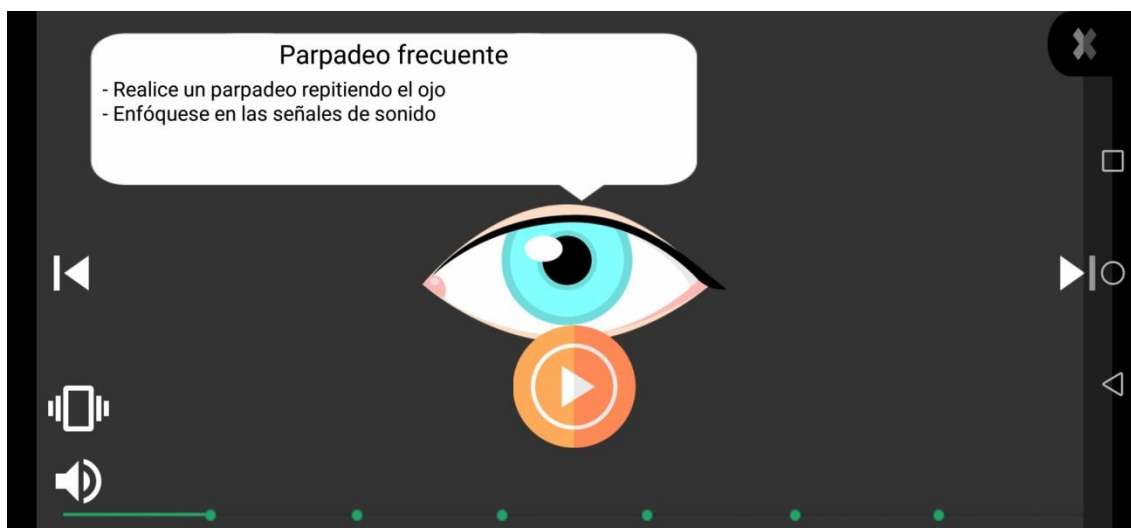 Parpadeo frecuente
- Realice un parpadeo repitiendo el ojo
- Enfóquese en las señales de sonido